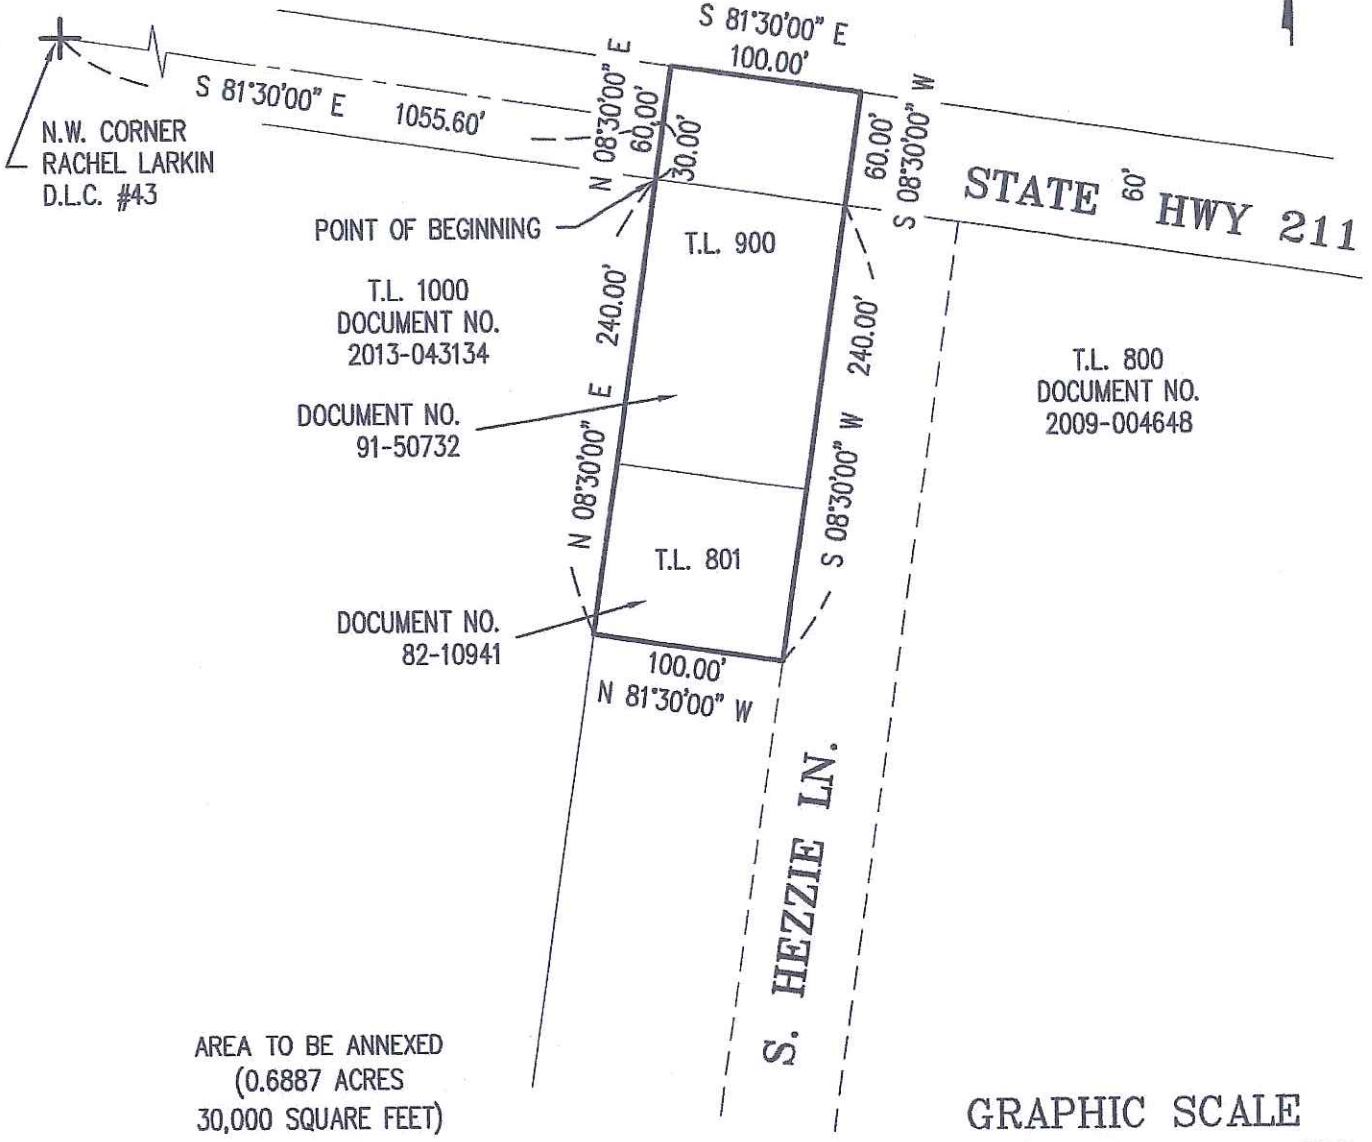 S 81°30'00" E
100.00'
S 81°30'00" E 1055.60'
N.W. CORNER
RACHEL LARKIN
D.L.C. #43
N 08°30'00" E
60.00'
30.00'
60.00'
S 08°30'00" W
STATE 60' HWY 211
POINT OF BEGINNING
T.L. 900
T.L. 1000
DOCUMENT NO.
2013-043134
N 08°30'00" E 240.00'
S 08°30'00" W 240.00'
T.L. 800
DOCUMENT NO.
2009-004648
DOCUMENT NO.
91-50732
T.L. 801
DOCUMENT NO.
82-10941
100.00'
N 81°30'00" W
S. HEZZIE LN.
AREA TO BE ANNEXED
(0.6887 ACRES
30,000 SQUARE FEET)
GRAPHIC SCALE